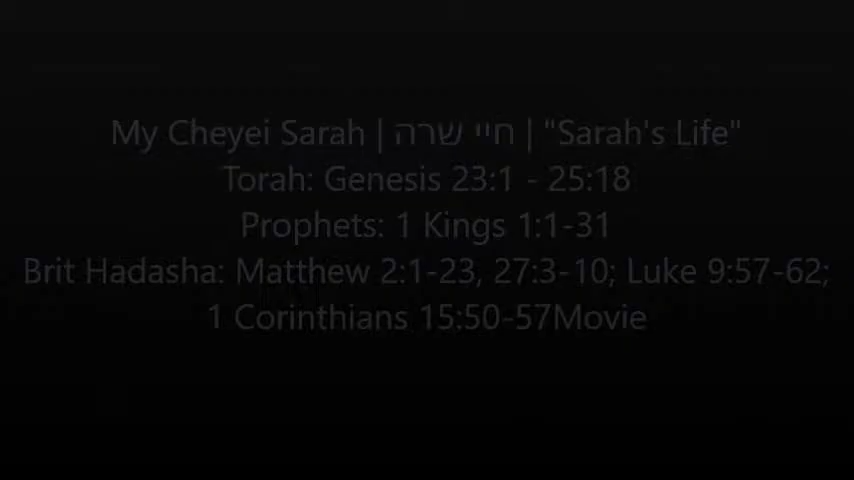 My Cheyei Sarah | חיי שרה | "Sarah's Life"
Torah: Genesis 23:1 - 25:18
Prophets: 1 Kings 1:1-31
Brit Hadasha: Matthew 2:1-23, 27:3-10; Luke 9:57-62;
1 Corinthians 15:50-57Movie